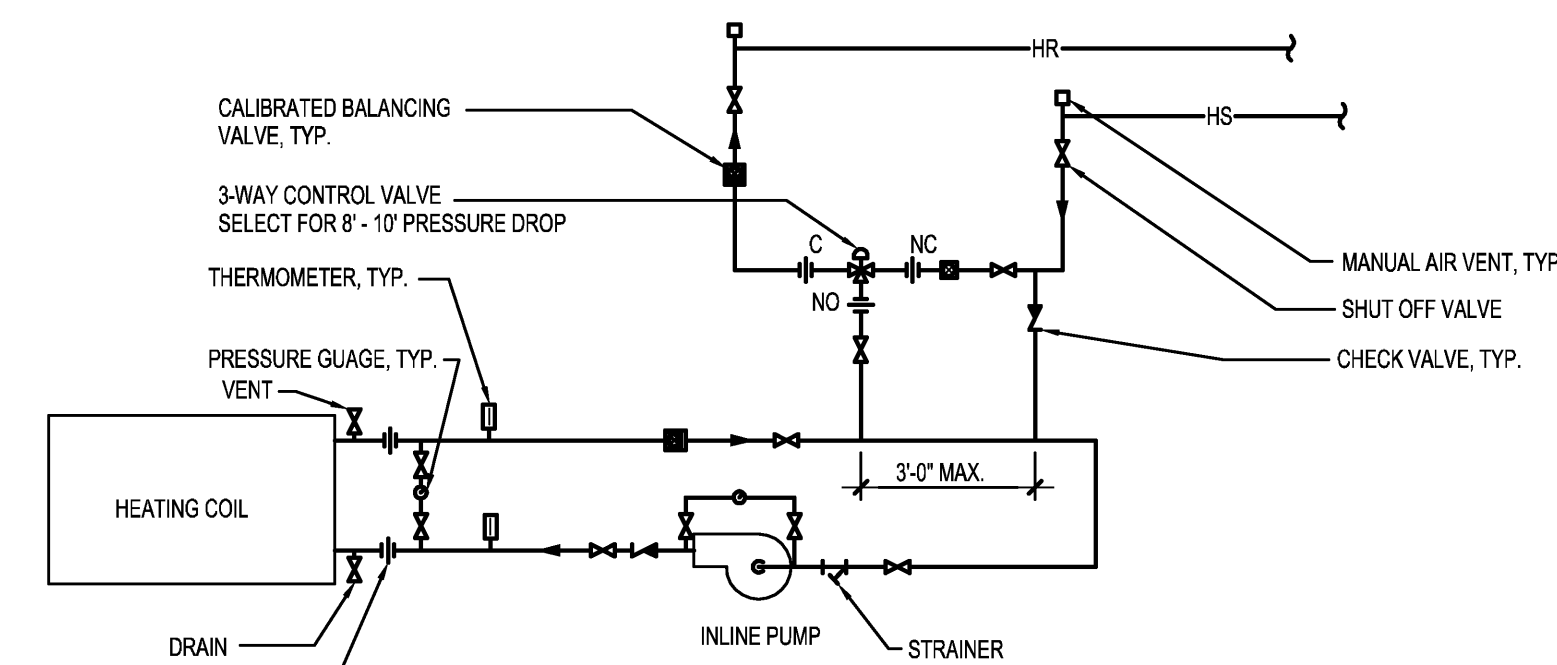 HR
CALIBRATED BALANCING
VALVE, TYP.
HS
3-WAY CONTROL VALVE
SELECT FOR 8' - 10' PRESSURE DROP
C
NC
MANUAL AIR VENT, TYP
THERMOMETER, TYP.
NO
SHUT OFF VALVE
PRESSURE GUAGE, TYP.
CHECK VALVE, TYP.
VENT
3'-0" MAX.
HEATING COIL
INLINE PUMP
DRAIN
STRAINER